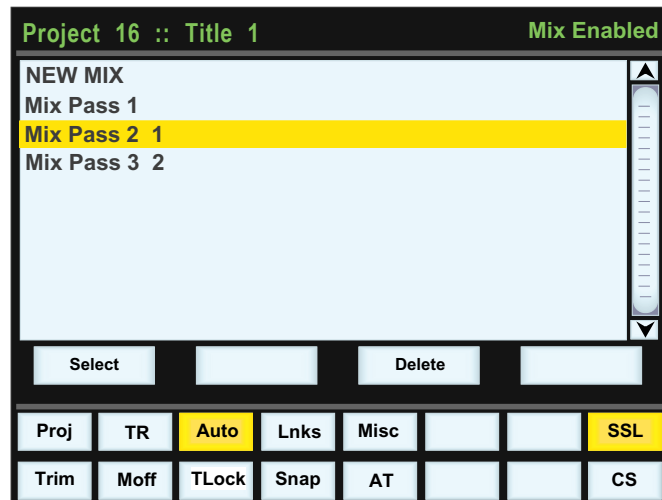 Project 16 :: Title 1 Mix Enabled
NEW MIX
Mix Pass 1
Mix Pass 2 1
Mix Pass 3 2
Select Delete
Proj TR Auto Lnks Misc SSL
Trim Moff TLock Snap AT CS